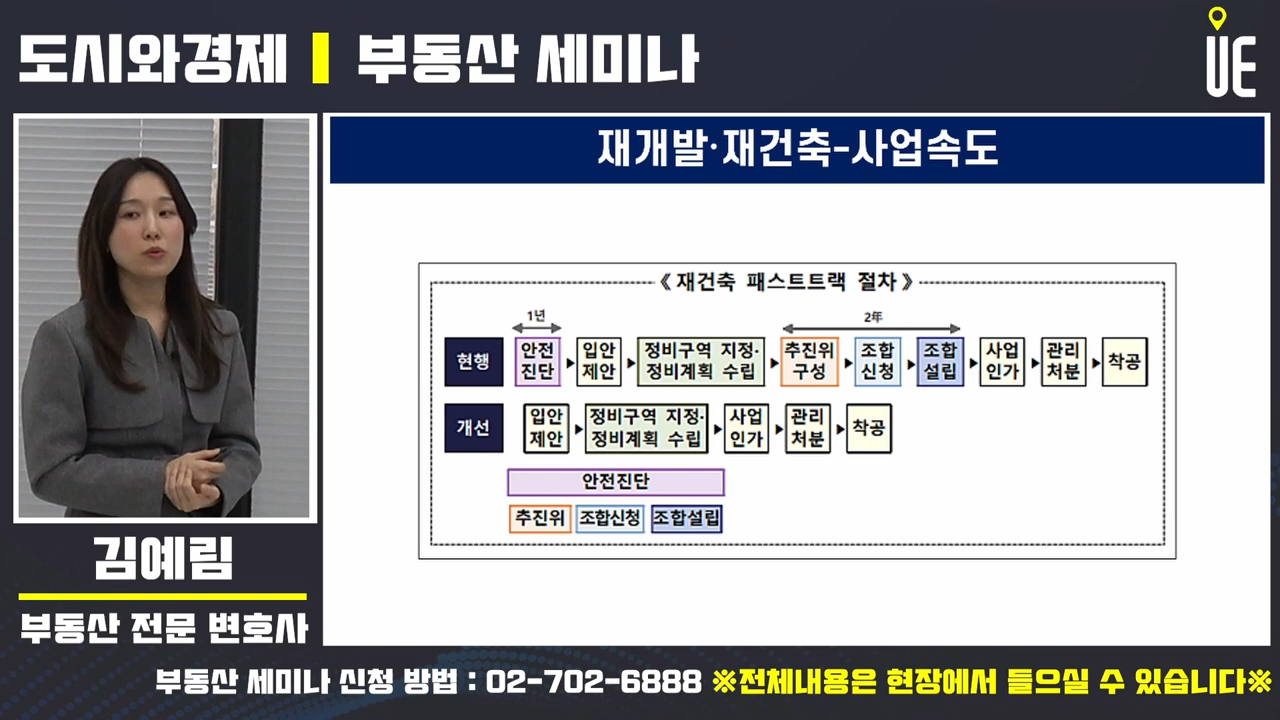 도시와경제 | 부동산 세미나
UE
재개발·재건축-사업속도
《 재건축 패스트트랙 절차 》
1년
2年
현행
안전
진단
입안
제안
정비구역 지정·
정비계획 수립
추진위
구성
조합
신청
조합
설립
사업
인가
관리
처분
착공
개선
입안
제안
정비구역 지정·
정비계획 수립
사업
인가
관리
처분
착공
안전진단
추진위
조합신청
조합설립
김예림
부동산 전문 변호사
부동산 세미나 신청 방법 : 02-702-6888 ※전체내용은 현장에서 들으실 수 있습니다※